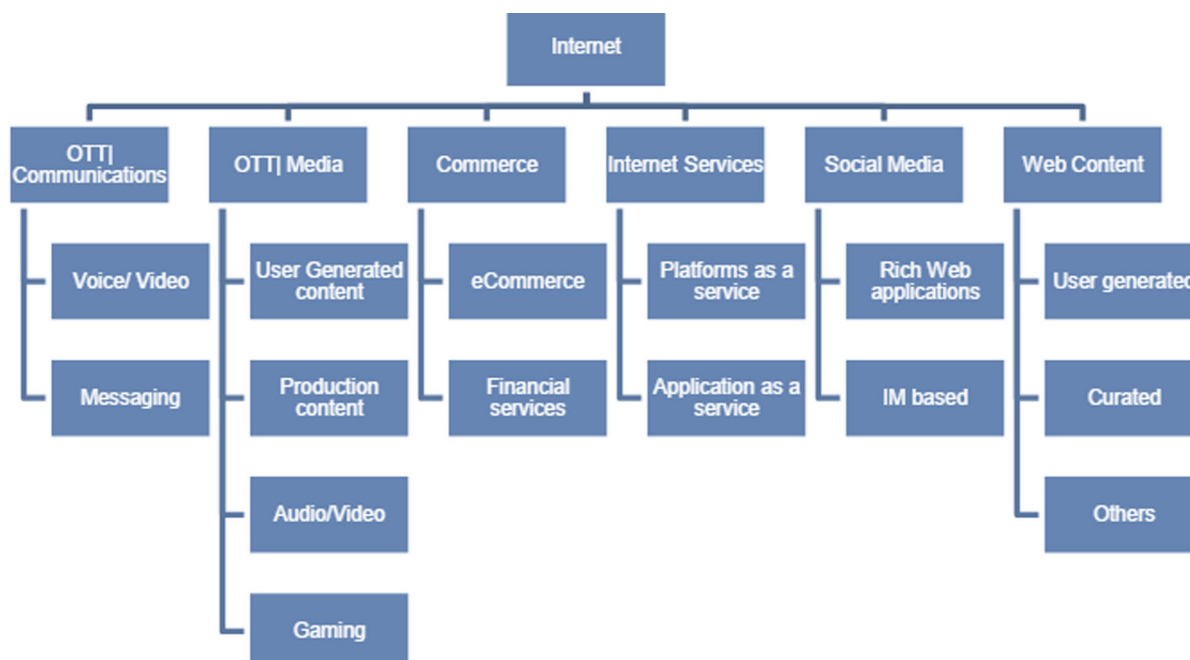 Internet
OTT|
Communications
OTT| Media
Commerce
Internet Services
Social Media
Web Content
Voice/ Video
User Generated
content
eCommerce
Platforms as a
service
Rich Web
applications
User generated
Messaging
Production
content
Financial
services
Application as a
service
IM based
Curated
Audio/Video
Others
Gaming